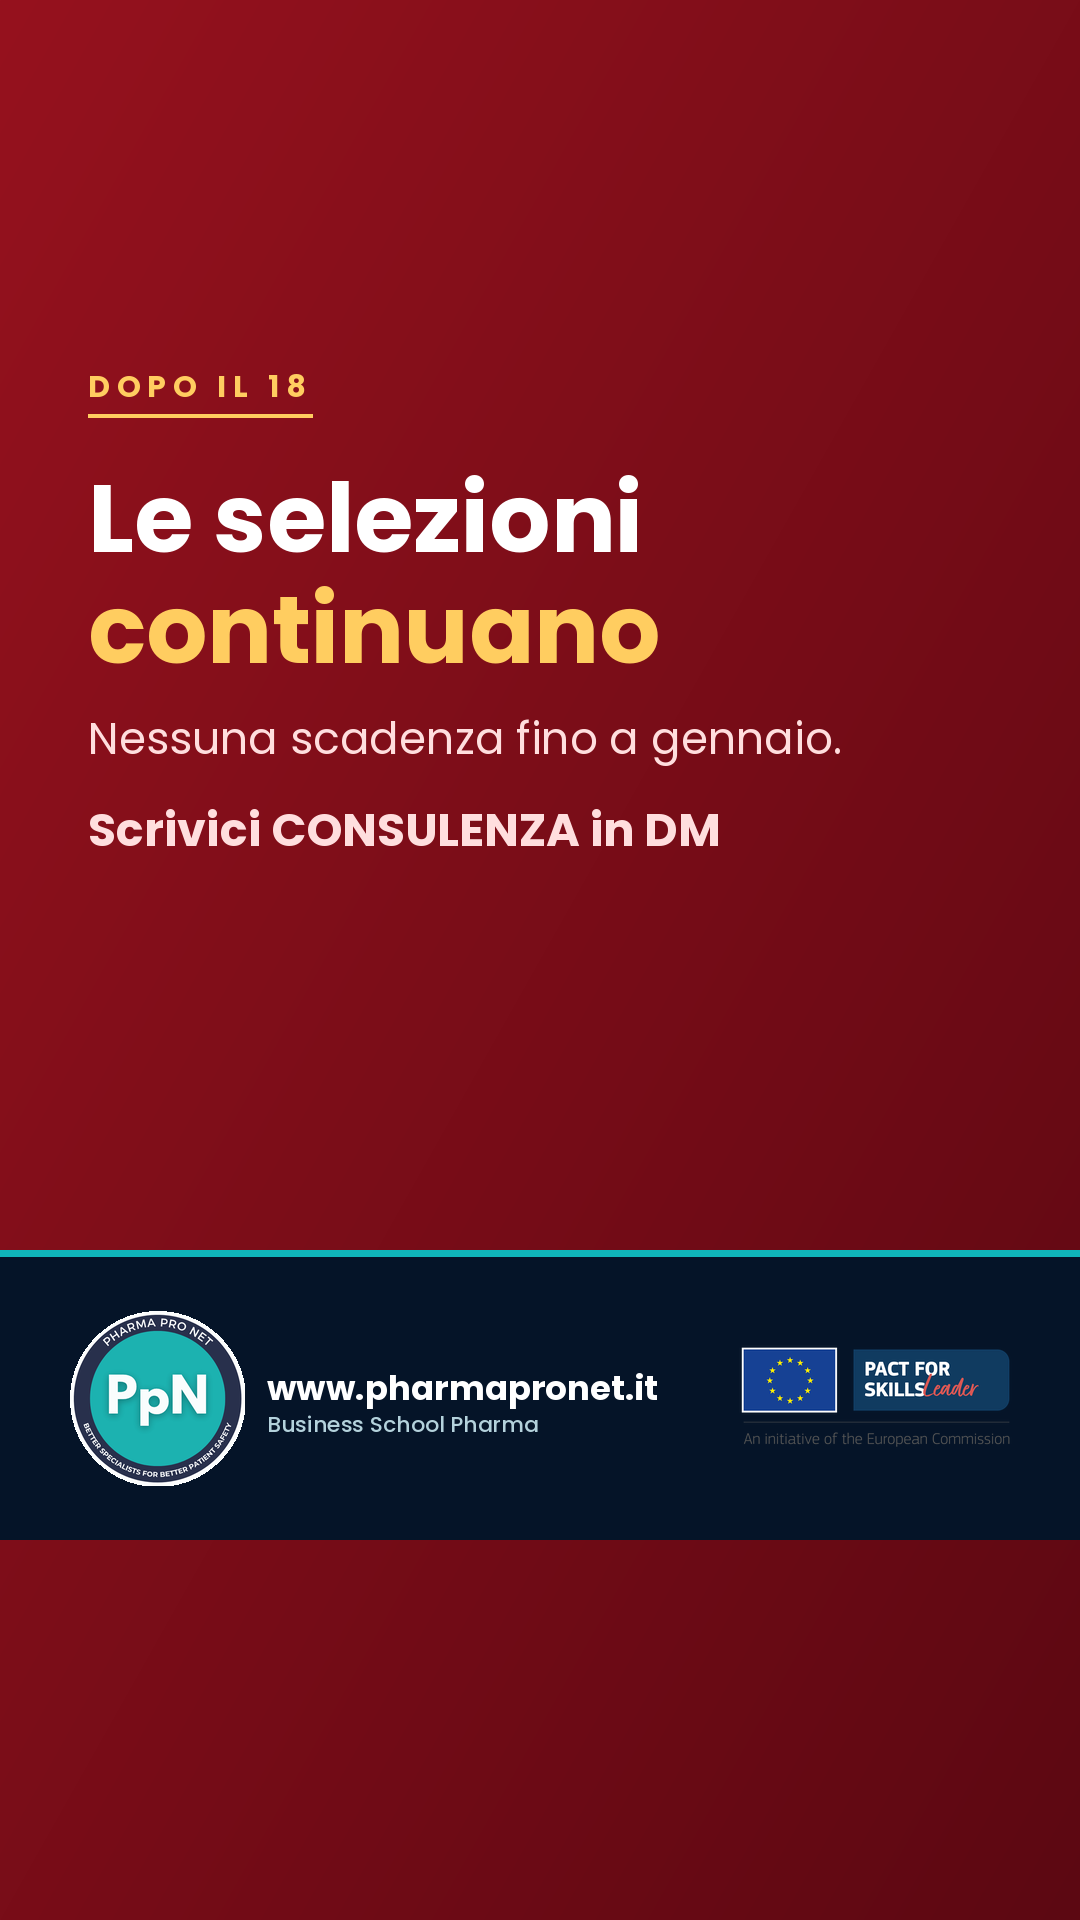 DOPO IL 18
Le selezioni
continuano
Nessuna scadenza fino a gennaio.
Scrivici CONSULENZA in DM
PHARMA PRO NET
PpN
BETTER SPECIALISTS FOR BETTER PATIENT SAFETY
www.pharmapronet.it
Business School Pharma
PACT FOR
SKILLS Leader
An initiative of the European Commission